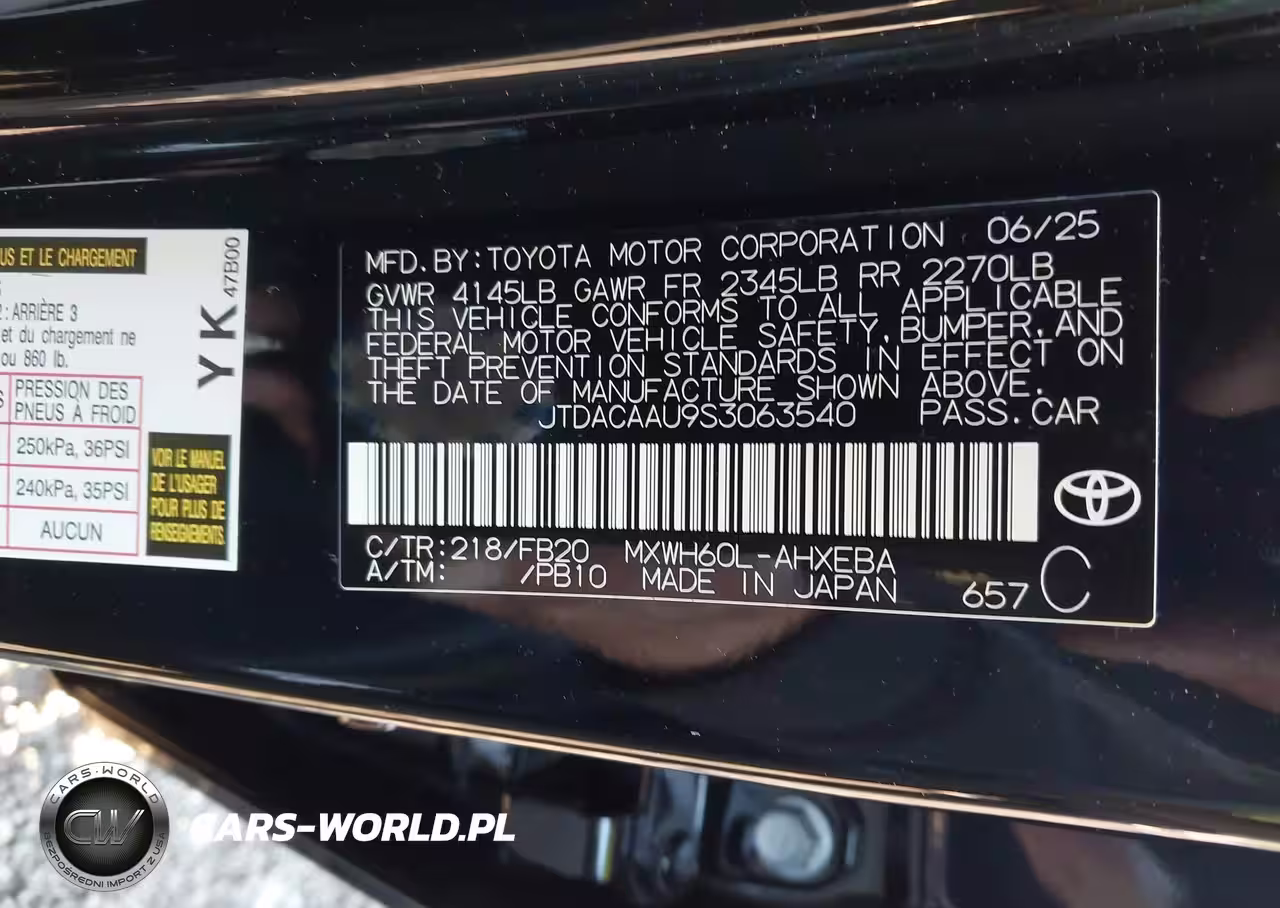 US ET LE CHARGEMENT
2: ARRIÈRE 3
et du chargement ne
ou 860 lb.
PRESSION DES
PNEUS À FROID
250kPa, 36PSI
240kPa, 35PSI
AUCUN
YK
47B00
VOIR LE MANUEL
DE L'USAGER
POUR PLUS DE
RENSEIGNEMENTS
MFD.BY:TOYOTA MOTOR CORPORATION 06/25
GVWR 4145LB GAWR FR 2345LB RR 2270LB
THIS VEHICLE CONFORMS TO ALL APPLICABLE
FEDERAL MOTOR VEHICLE SAFETY,BUMPER,AND
THEFT PREVENTION STANDARDS IN EFFECT ON
THE DATE OF MANUFACTURE SHOWN ABOVE.
JTDACAAU9S3063540 PASS.CAR
C/TR:218/FB20 MXWH60L-AHXEBA
A/TM: /PB10 MADE IN JAPAN
657 C
CARS-WORLD
CW
BEZPOŚREDNI IMPORT Z USA
CARS-WORLD.PL